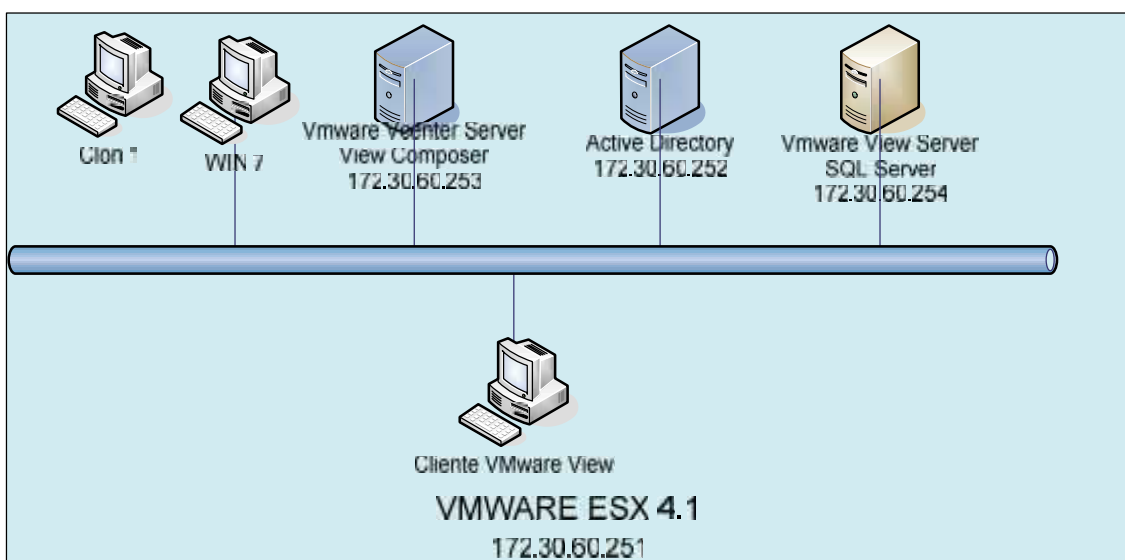 Clon 1
WIN 7
Vmware Vcenter Server
View Composer
172.30.60.253
Active Directory
172.30.60.252
Vmware View Server
SQL Server
172.30.60.254
Cliente VMware View
VMWARE ESX 4.1
172.30.60.251